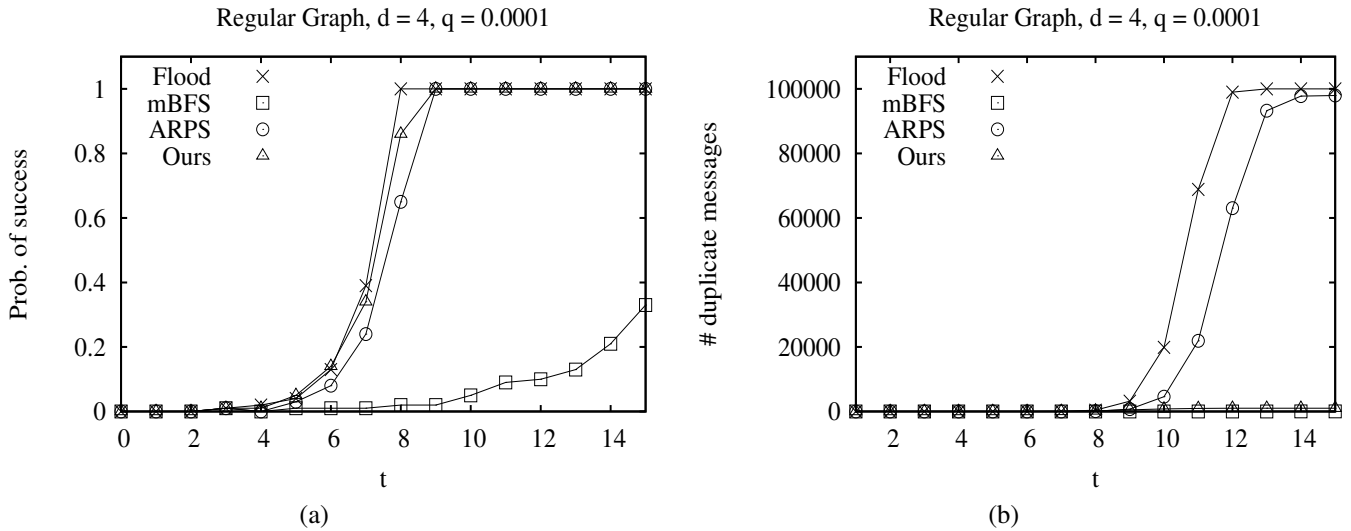 Regular Graph, d = 4, q = 0.0001
Prob. of success
1
0.8
0.6
0.4
0.2
0
Flood
mBFS
ARPS
Ours
0 2 4 6 8 10 12 14
t
(a)
Regular Graph, d = 4, q = 0.0001
# duplicate messages
100000
80000
60000
40000
20000
0
Flood
mBFS
ARPS
Ours
2 4 6 8 10 12 14
t
(b)